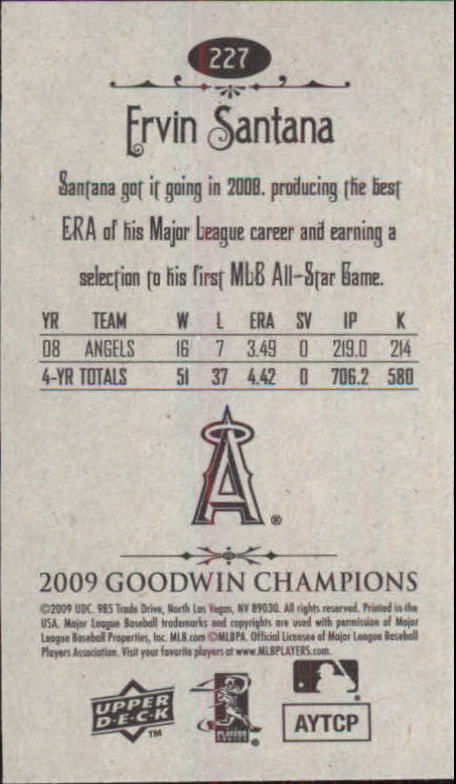 227
Ervin Santana
Santana got it going in 2008. producing the best
ERA of his Major League career and earning a
selection to his first MLB All-Star Game.
YR TEAM W L ERA SV IP K
08 ANGELS 16 7 3.49 0 219.0 214
4-YR TOTALS 51 37 4.42 0 706.2 580
A®
2009 GOODWIN CHAMPIONS
©2009 UDC. 985 Trade Drive, North Las Vegas, NV 89030. All rights reserved. Printed in the
USA. Major League Baseball trademarks and copyrights are used with permission of Major
League Baseball Properties, Inc. MLB.com ©MLBPA. Official Licensee of Major League Baseball
Players Association. Visit your favorite players at www.MLBPLAYERS.com.
UPPER
D·E·C·K
TM
PLAYERS
®
AYTCP